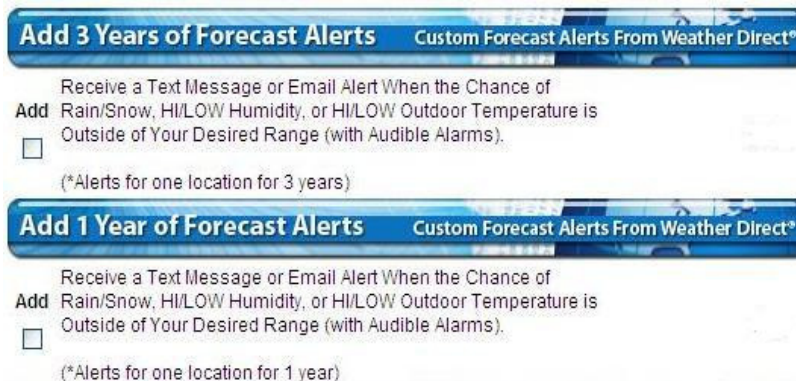 Add 3 Years of Forecast Alerts Custom Forecast Alerts From Weather Direct®
Receive a Text Message or Email Alert When the Chance of
Add Rain/Snow, HI/LOW Humidity, or HI/LOW Outdoor Temperature is
Outside of Your Desired Range (with Audible Alarms).
(*Alerts for one location for 3 years)
Add 1 Year of Forecast Alerts Custom Forecast Alerts From Weather Direct®
Receive a Text Message or Email Alert When the Chance of
Add Rain/Snow, HI/LOW Humidity, or HI/LOW Outdoor Temperature is
Outside of Your Desired Range (with Audible Alarms).
(*Alerts for one location for 1 year)